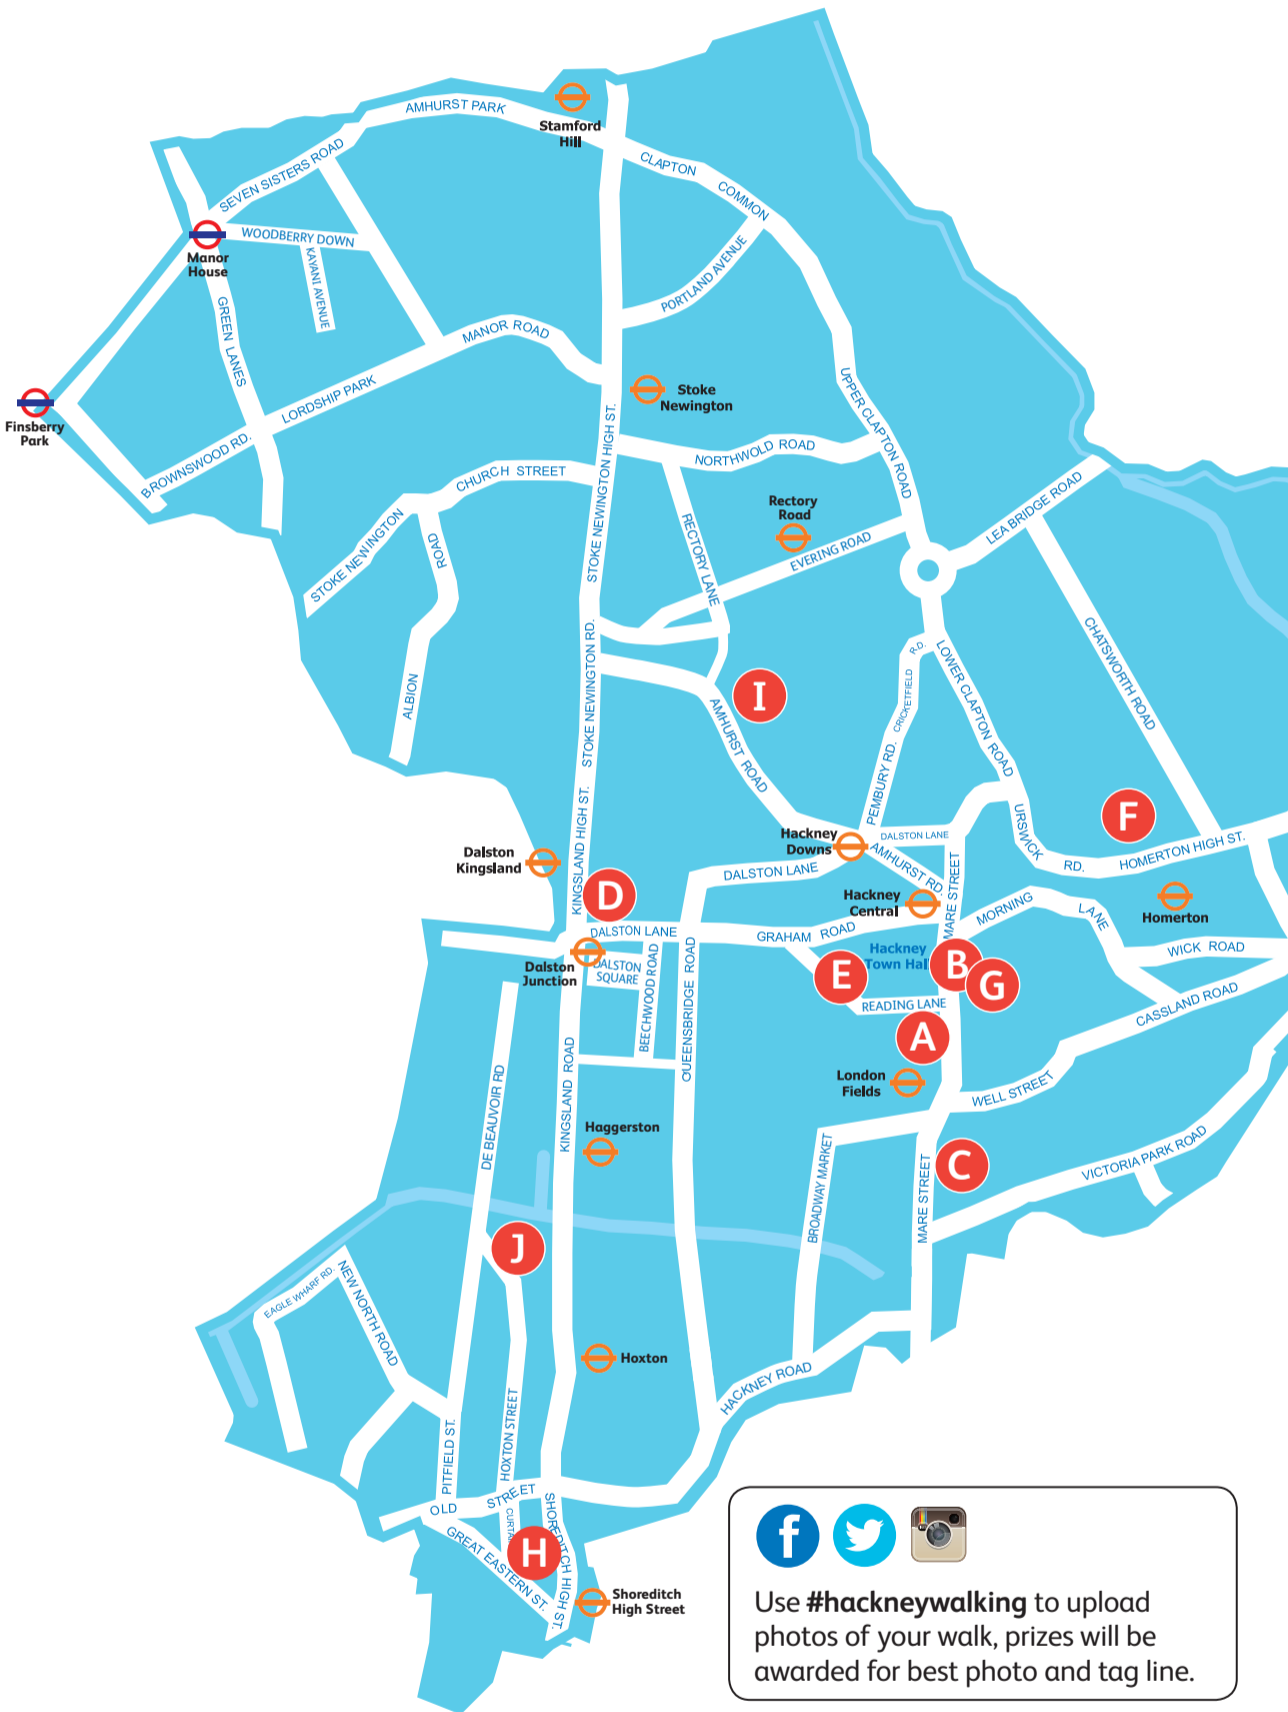 AMHURST PARK
Stamford
Hill
CLAPTON
COMMON
SEVEN SISTERS ROAD
WOODBERRY DOWN
KAYANI AVENUE
Manor
House
GREEN LANES
PORTLAND AVENUE
MANOR ROAD
LORDSHIP PARK
BROWNSWOOD RD.
Finsberry
Park
Stoke
Newington
UPPER CLAPTON ROAD
STOKE NEWINGTON HIGH ST.
NORTHWOLD ROAD
CHURCH STREET
STOKE NEWINGTON
ROAD
ALBION
RECTORY LANE
Rectory
Road
EVERING ROAD
LEA BRIDGE ROAD
CHATSWORTH ROAD
STOKE NEWINGTON RD.
I
AMHURST ROAD
R.D.
CRICKETFIELD
PEMBURY RD.
LOWER CLAPTON ROAD
URSWICK
RD.
F
HOMERTON HIGH ST.
Homerton
KINGSLAND HIGH ST.
Dalston
Kingsland
D
Hackney
Downs
DALSTON LANE
AMHURST RD.
DALSTON LANE
Hackney
Central
MARE STREET
MORNING
LANE
WICK ROAD
DALSTON LANE
GRAHAM ROAD
Hackney
Town Hall
B
G
E
READING LANE
A
Dalston
Junction
DALSTON
SQUARE
BEECHWOOD ROAD
QUEENSBRIDGE ROAD
CASSLAND ROAD
London
Fields
WELL STREET
DE BEAUVOIR RD
KINGSLAND ROAD
Haggerston
BROADWAY MARKET
MARE STREET
C
VICTORIA PARK ROAD
J
EAGLE WHARF RD.
NEW NORTH ROAD
Hoxton
HACKNEY ROAD
PITFIELD ST.
HOXTON STREET
OLD
STREET
SHOREDITCH HIGH ST.
GREAT EASTERN ST.
H
Shoreditch
High Street
Use #hackneywalking to upload
photos of your walk, prizes will be
awarded for best photo and tag line.